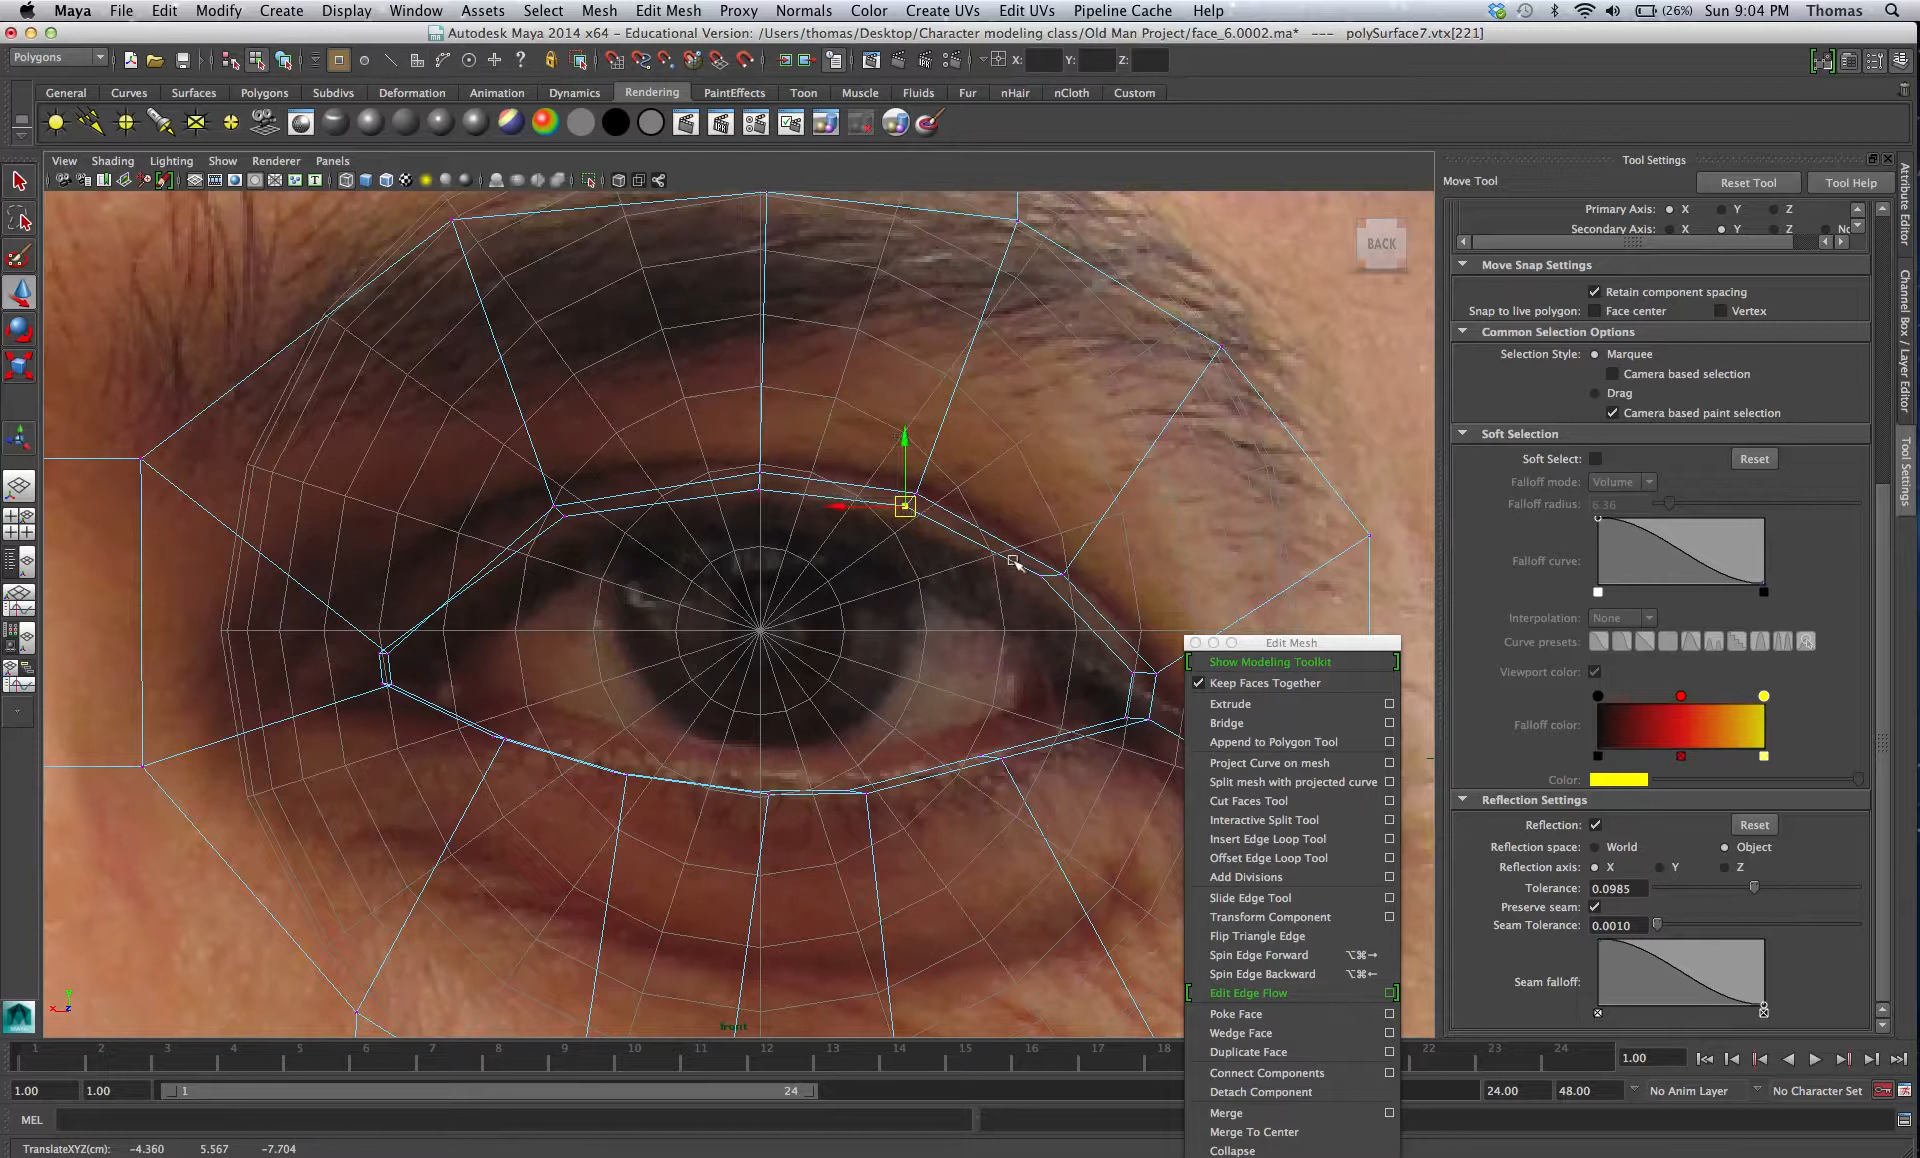 Maya File Edit Modify Create Display Window Assets Select Mesh Edit Mesh Proxy Normals Color Create UVs Edit UVs Pipeline Cache Help (26%) Sun 9:04 PM Thomas
Autodesk Maya 2014 x64 - Educational Version: /Users/thomas/Desktop/Character modeling class/Old Man Project/face_6.0002.ma* --- polySurface7.vtx[221]
Polygons X: Y: Z:
General Curves Surfaces Polygons Subdivs Deformation Animation Dynamics Rendering PaintEffects Toon Muscle Fluids Fur nHair nCloth Custom
View Shading Lighting Show Renderer Panels
Tool Settings
Move Tool Reset Tool Tool Help
Primary Axis: X Y Z
Secondary Axis: X Y Z
Move Snap Settings
Retain component spacing
Snap to live polygon: Face center Vertex
Common Selection Options
Selection Style: Marquee
Camera based selection
Drag
Camera based paint selection
Soft Selection
Soft Select: Reset
Falloff mode: Volume
Falloff radius: 6.36
Falloff curve:
Interpolation: None
Curve presets:
Viewport color:
Falloff color:
Color:
Reflection Settings
Reflection: Reset
Reflection space: World Object
Reflection axis: X Y Z
Tolerance: 0.0985
Preserve seam:
Seam Tolerance: 0.0010
Seam falloff:
Attribute Editor
Channel Box / Layer Editor
Tool Settings
BACK
Edit Mesh
Show Modeling Toolkit
Keep Faces Together
Extrude
Bridge
Append to Polygon Tool
Project Curve on mesh
Split mesh with projected curve
Cut Faces Tool
Interactive Split Tool
Insert Edge Loop Tool
Offset Edge Loop Tool
Add Divisions
Slide Edge Tool
Transform Component
Flip Triangle Edge
Spin Edge Forward ⌥⌘→
Spin Edge Backward ⌥⌘←
Edit Edge Flow
Poke Face
Wedge Face
Duplicate Face
Connect Components
Detach Component
Merge
Merge To Center
Collapse
front
1 2 3 4 5 6 7 8 9 10 11 12 13 14 15 16 17 18 22 23 24 1.00
1.00 1.00 1 24 24.00 48.00 No Anim Layer No Character Set
MEL
TranslateXYZ(cm): -4.360 5.567 -7.704